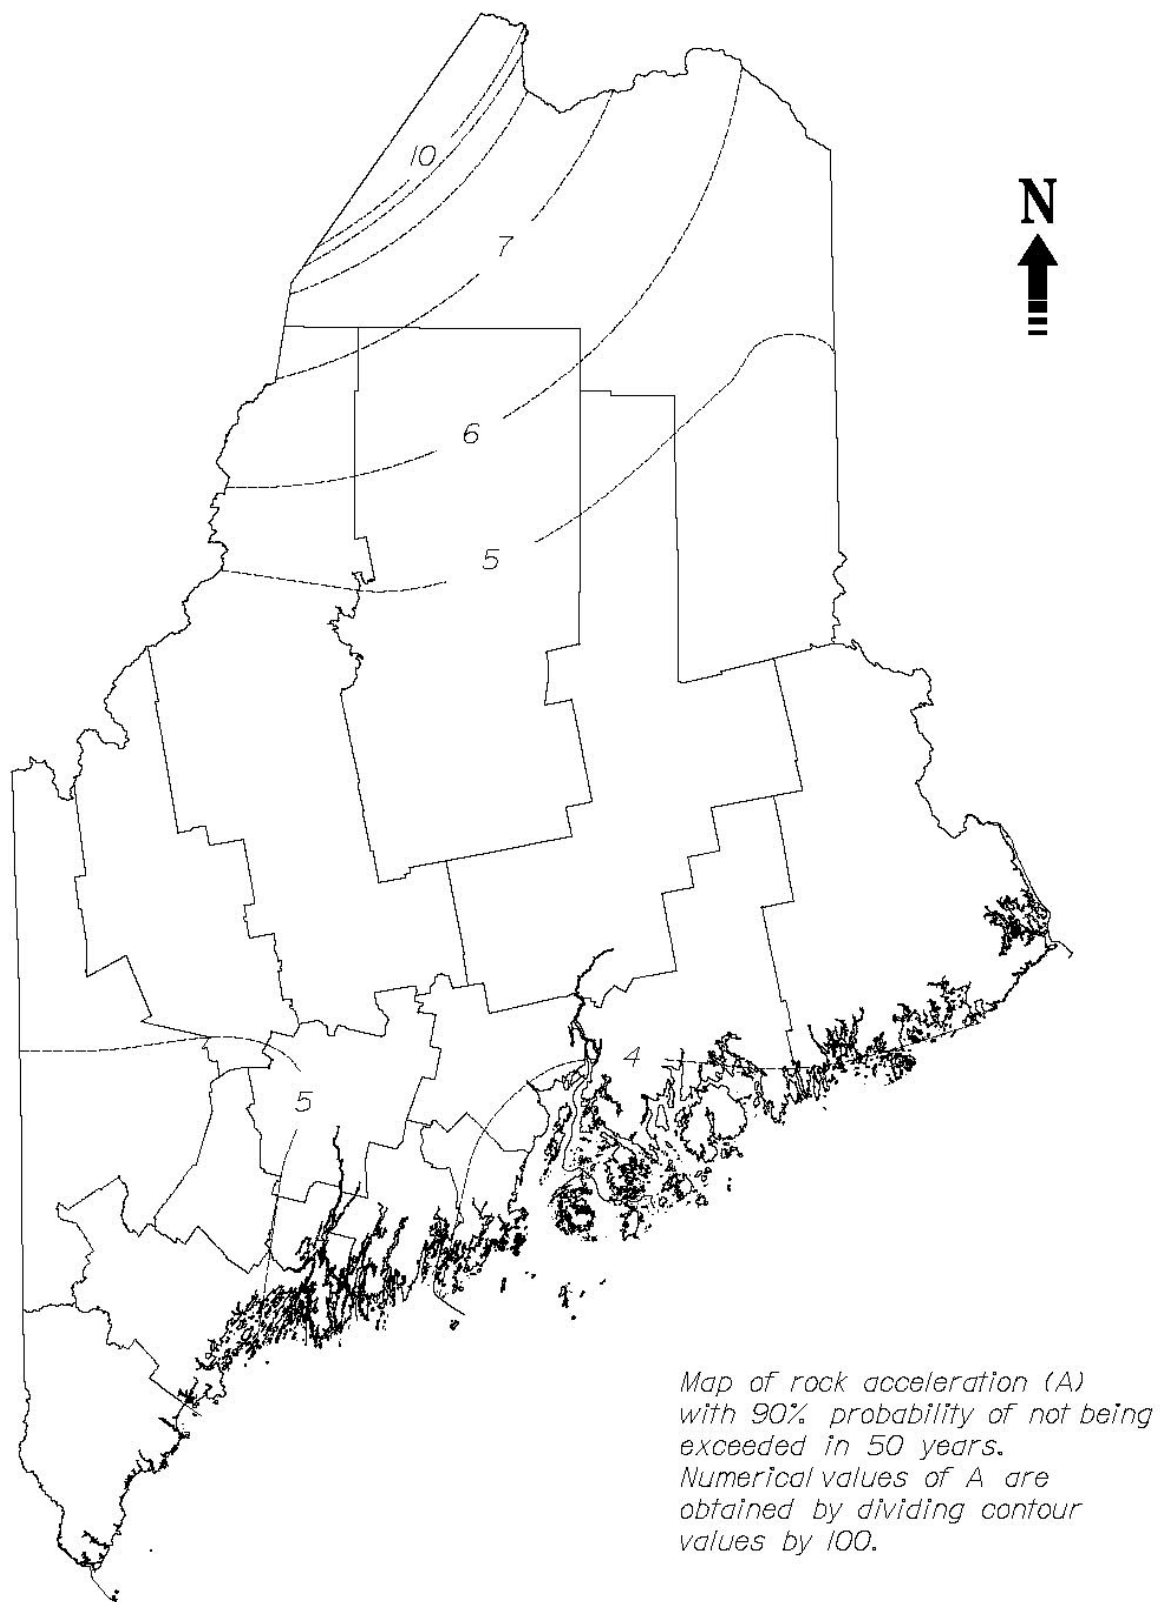 10
N
7
6
5
4
5
Map of rock acceleration (A)
with 90% probability of not being
exceeded in 50 years.
Numerical values of A are
obtained by dividing contour
values by 100.